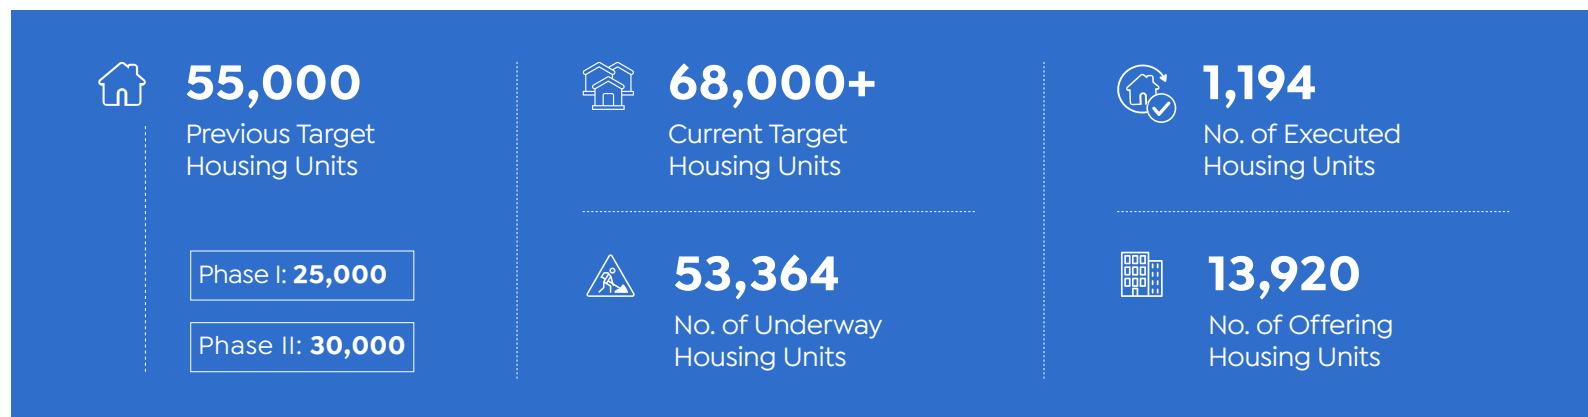 55,000
Previous Target
Housing Units
Phase I: 25,000
Phase II: 30,000
68,000+
Current Target
Housing Units
53,364
No. of Underway
Housing Units
1,194
No. of Executed
Housing Units
13,920
No. of Offering
Housing Units